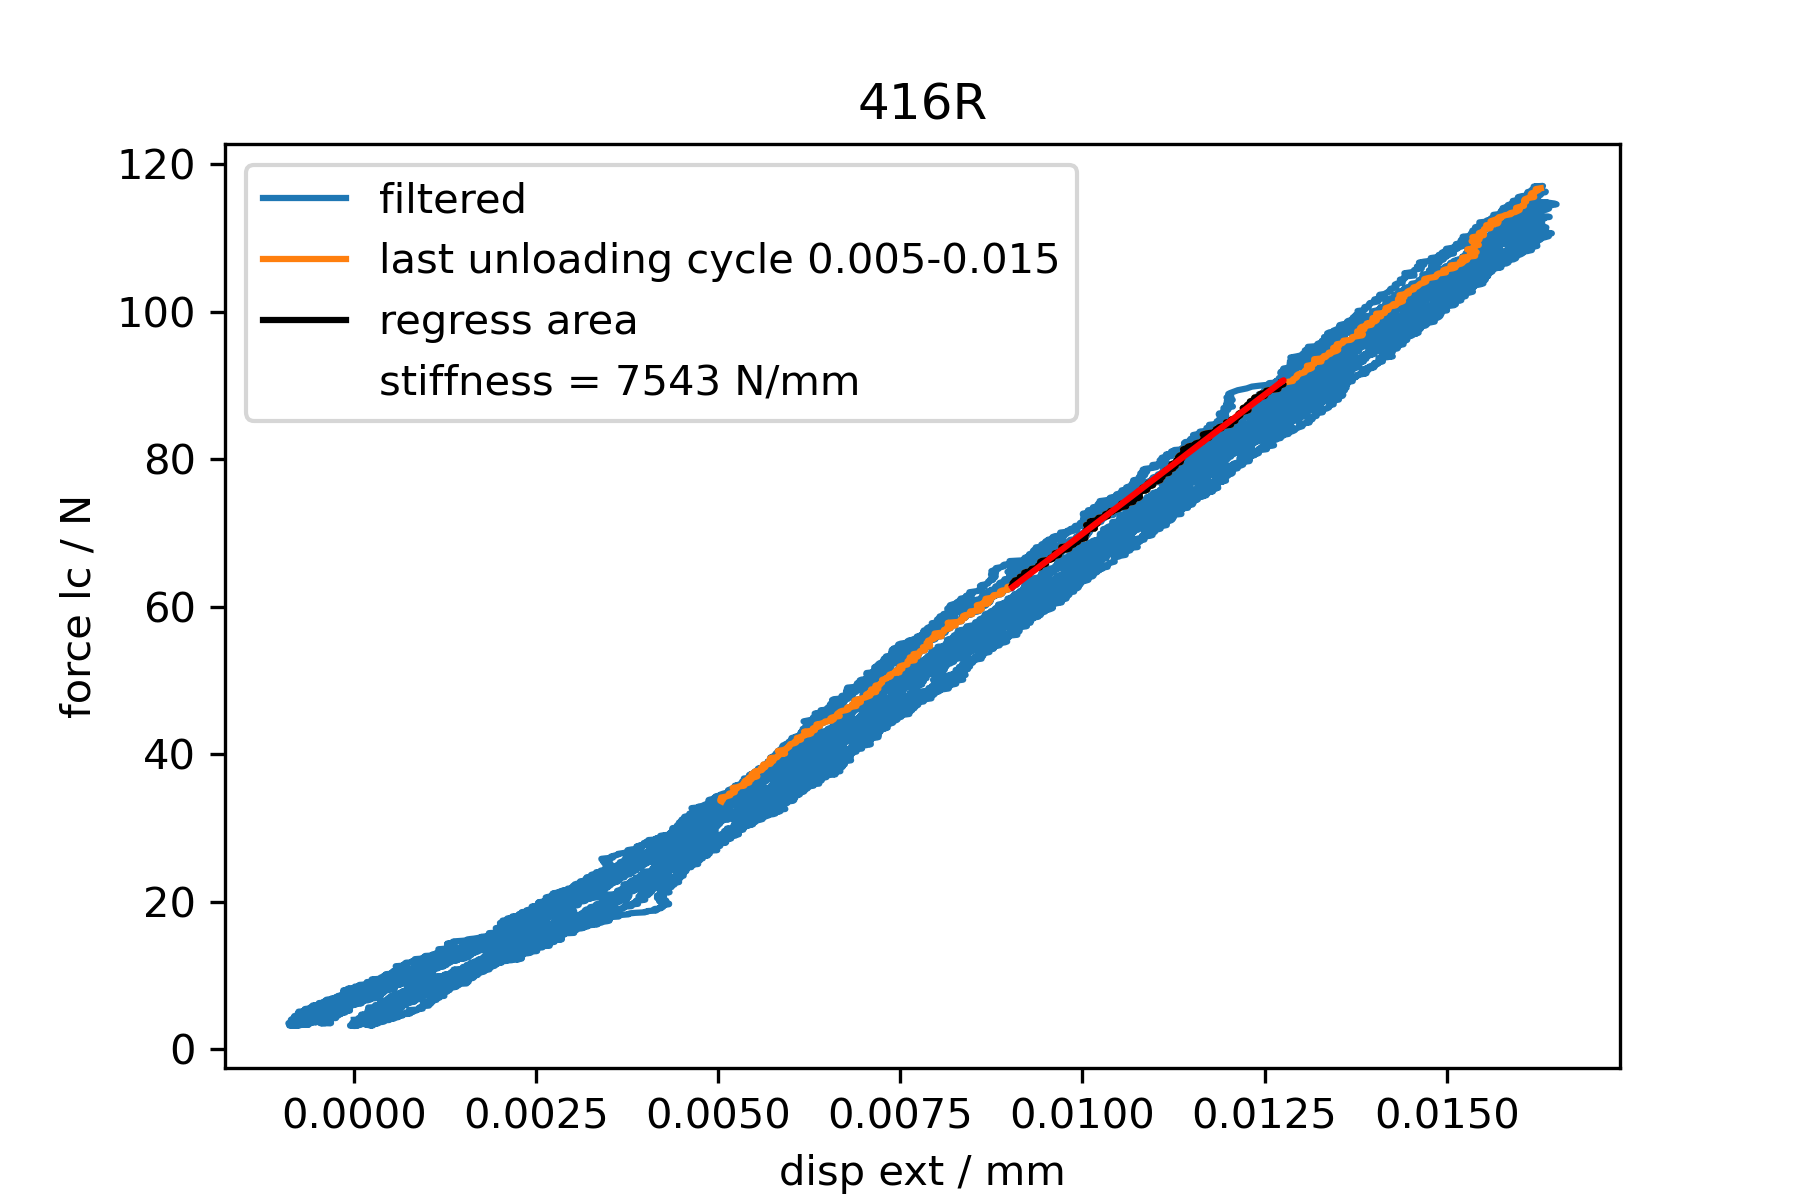 416R
120
100
80
60
40
20
0
force lc / N
filtered
last unloading cycle 0.005-0.015
regress area
stiffness = 7543 N/mm
0.0000 0.0025 0.0050 0.0075 0.0100 0.0125 0.0150
disp ext / mm